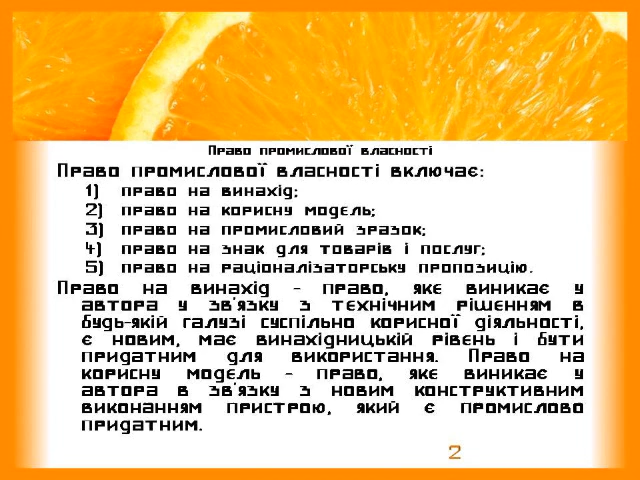 Право промислової власності
Право промислової власності включає:
1) право на винахід;
2) право на корисну модель;
3) право на промисловий зразок;
4) право на знак для товарів і послуг;
5) право на раціоналізаторську пропозицію.
Право на винахід – право, яке виникає у
автора у зв'язку з технічним рішенням в
будь-якій галузі суспільно корисної діяльності,
є новим, має винахідницькій рівень і бути
придатним для використання. Право на
корисну модель – право, яке виникає у
автора в зв'язку з новим конструктивним
виконанням пристрою, який є промислово
придатним.
2